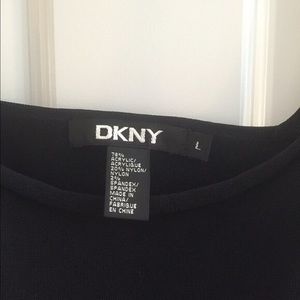 DKNY
L
78%
ACRYLIC/
ACRYLIQUE
20% NYLON/
NYLON
2%
SPANDEX/
SPANDEX
MADE IN
CHINA/
FABRIQUE
EN CHINE